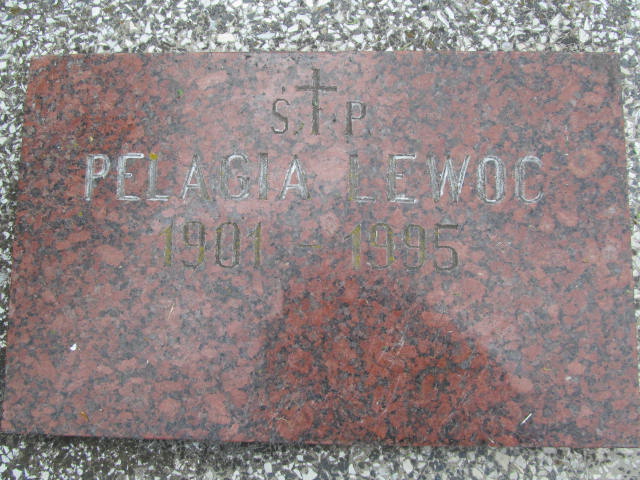 Ś.†P.
PELAGIA LEWOC
1901 - 1995